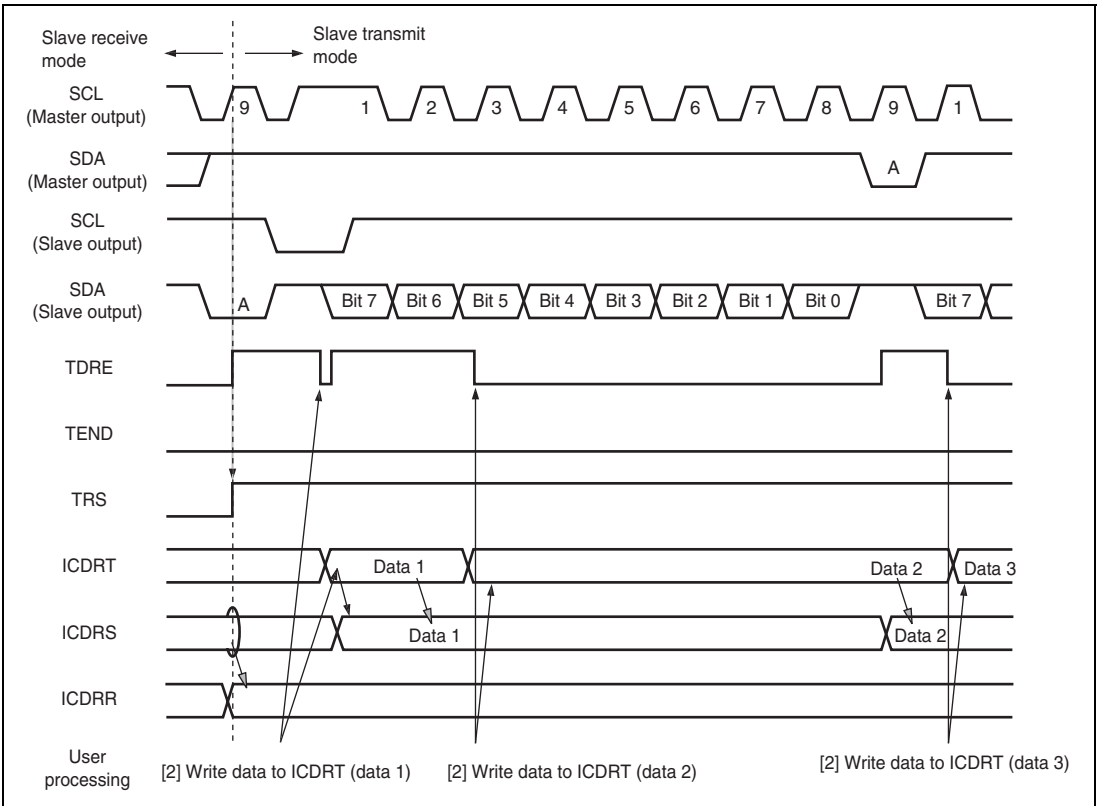 Slave receive
mode
Slave transmit
mode
SCL
(Master output)
9 1 2 3 4 5 6 7 8 9 1
SDA
(Master output)
A
SCL
(Slave output)
SDA
(Slave output)
A Bit 7 Bit 6 Bit 5 Bit 4 Bit 3 Bit 2 Bit 1 Bit 0 Bit 7
TDRE
TEND
TRS
ICDRT
Data 1 Data 2 Data 3
ICDRS
Data 1 Data 2
ICDRR
User
processing
[2] Write data to ICDRT (data 1) [2] Write data to ICDRT (data 2) [2] Write data to ICDRT (data 3)